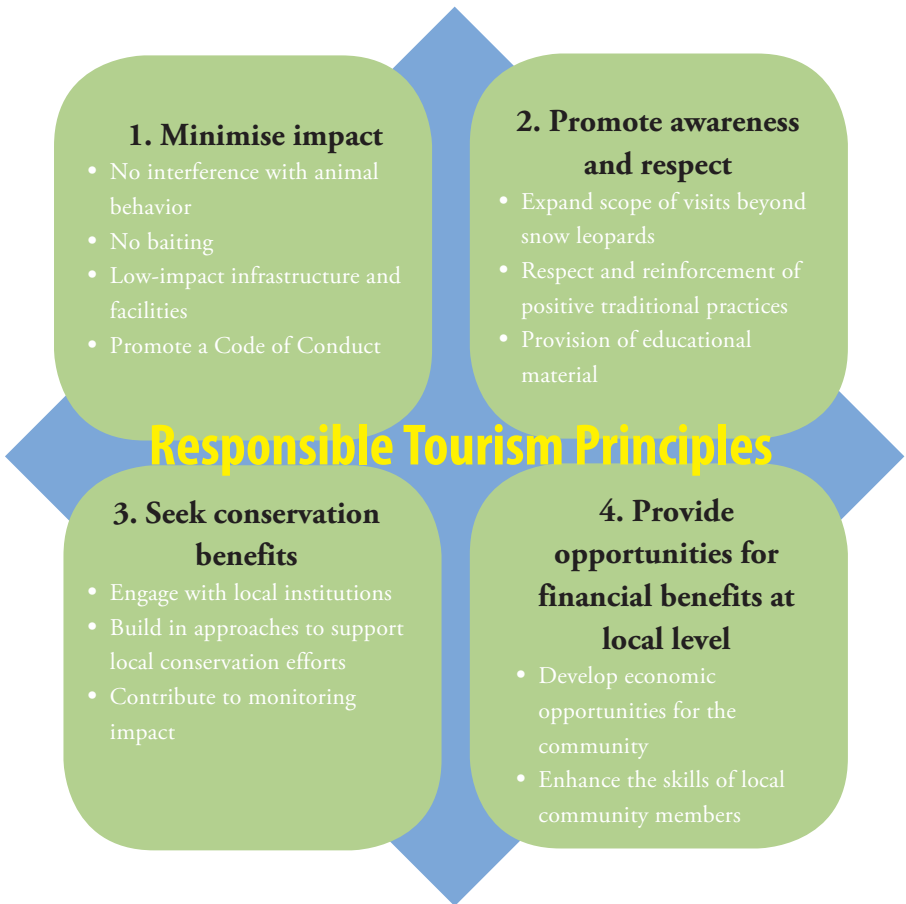 1. Minimise impact
• No interference with animal
behavior
• No baiting
• Low-impact infrastructure and
facilities
• Promote a Code of Conduct
2. Promote awareness
and respect
• Expand scope of visits beyond
snow leopards
• Respect and reinforcement of
positive traditional practices
• Provision of educational
material
Responsible Tourism Principles
3. Seek conservation
benefits
• Engage with local institutions
• Build in approaches to support
local conservation efforts
• Contribute to monitoring
impact
4. Provide
opportunities for
financial benefits at
local level
• Develop economic
opportunities for the
community
• Enhance the skills of local
community members